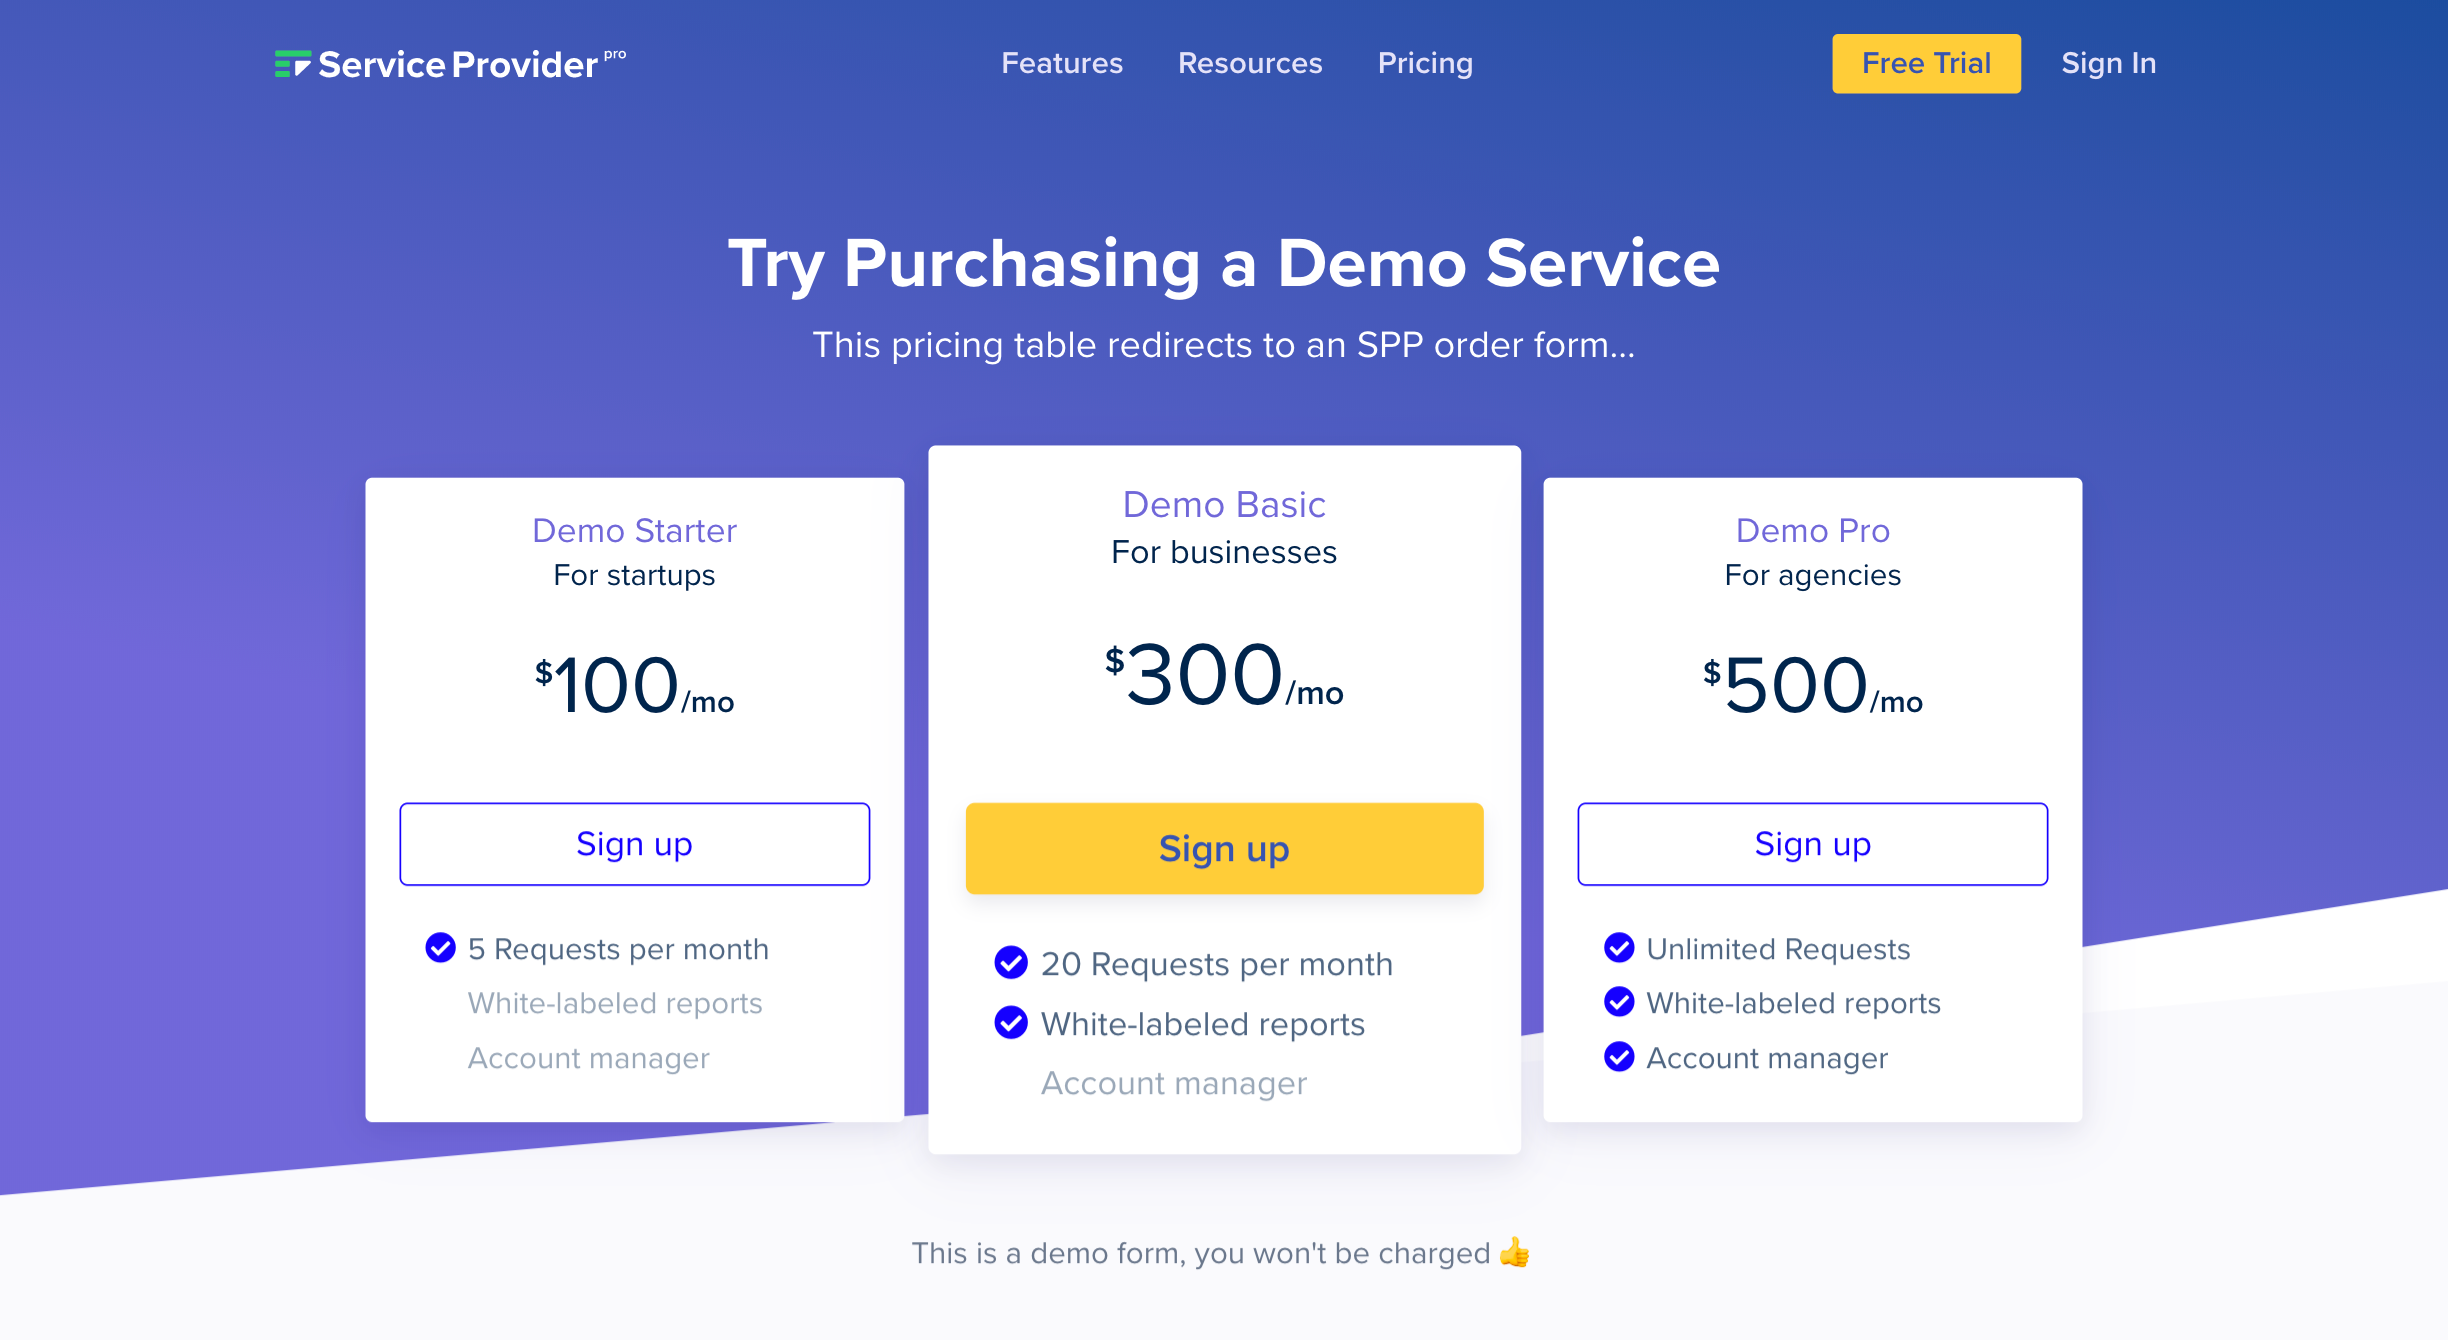 Service Provider pro
Features
Resources
Pricing
Free Trial
Sign In
Try Purchasing a Demo Service
This pricing table redirects to an SPP order form...
Demo Starter
For startups
$100/mo
Sign up
5 Requests per month
White-labeled reports
Account manager
Demo Basic
For businesses
$300/mo
Sign up
20 Requests per month
White-labeled reports
Account manager
Demo Pro
For agencies
$500/mo
Sign up
Unlimited Requests
White-labeled reports
Account manager
This is a demo form, you won't be charged 👍